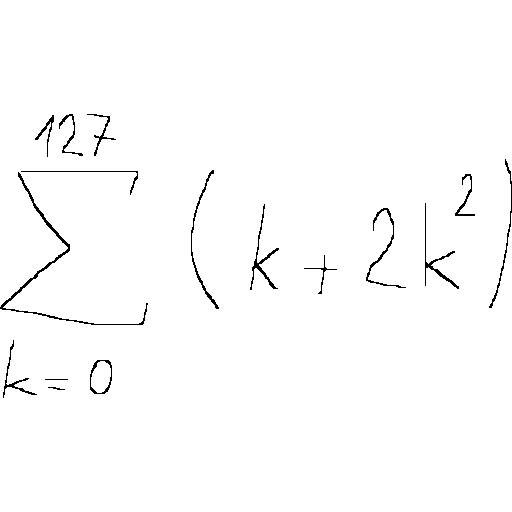 127
∑ (k + 2k²)
k = 0